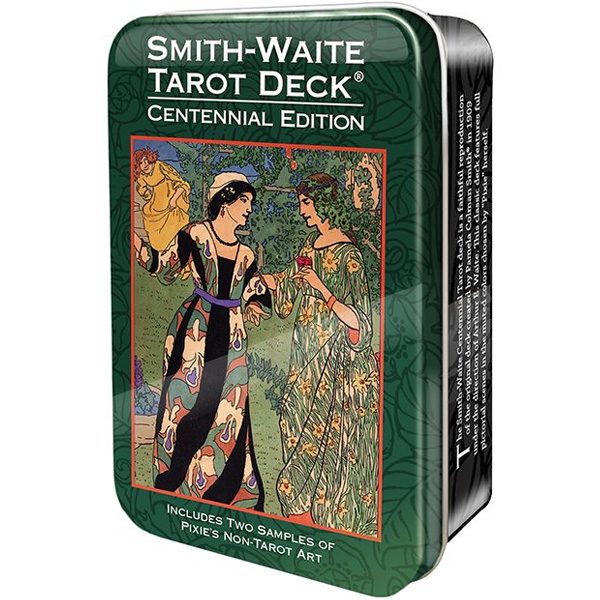 SMITH-WAITE
TAROT DECK®
CENTENNIAL EDITION
INCLUDES TWO SAMPLES OF
PIXIE'S NON-TAROT ART
The Smith-Waite Centennial Tarot deck is a faithful reproduction
of the original deck created by Pamela Colman Smith® in 1909
under the direction of Arthur E. Waite. This classic deck features full
pictorial scenes in the muted colors chosen by "Pixie" herself.